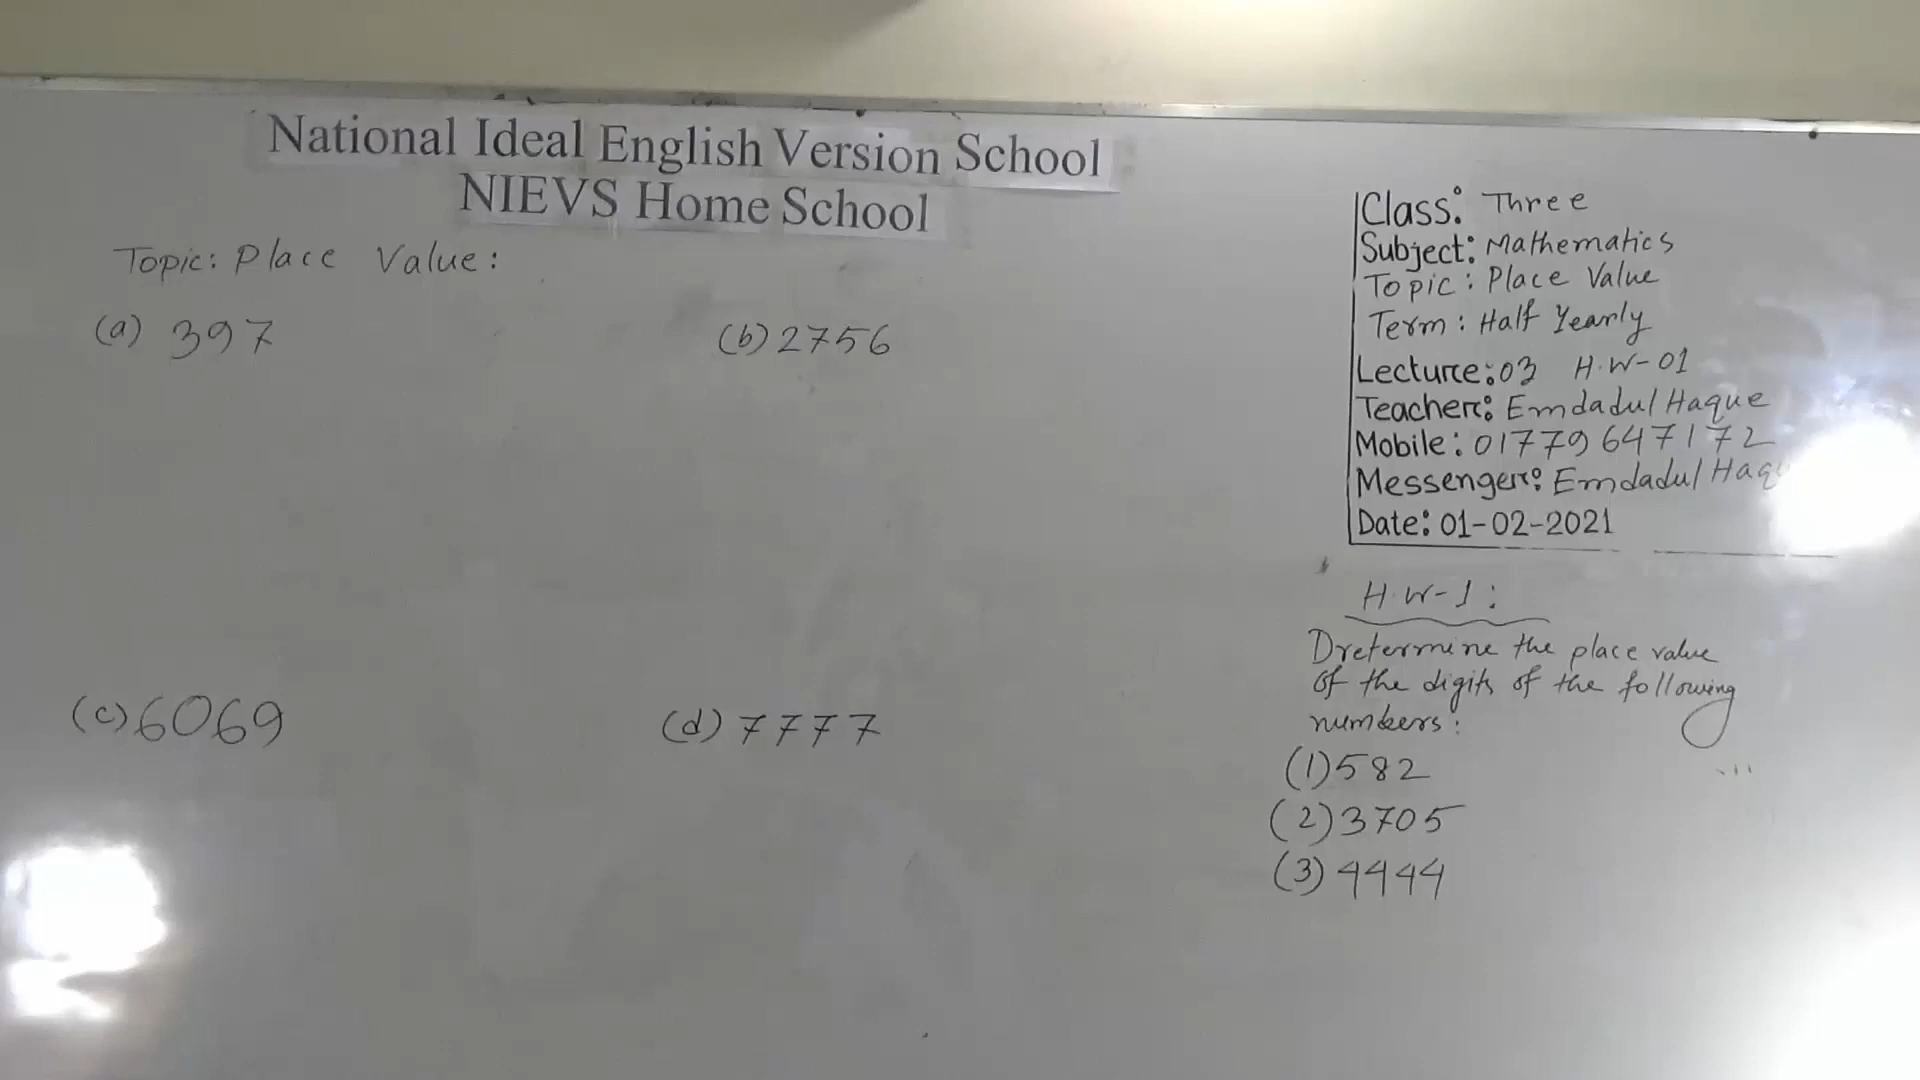 National Ideal English Version School
NIEVS Home School
Topic: Place Value:
(a) 397
(b) 2756
(c) 6069
(d) 7777
Class: Three
Subject: Mathematics
Topic: Place Value
Term: Half Yearly
Lecture: 03 H.W-01
Teacher: Emdadul Haque
Mobile: 01779647172
Messenger: Emdadul Haqu
Date: 01-02-2021
H.W-1:
Dretermine the place value
of the digits of the following
numbers:
(1) 582
(2) 3705
(3) 4444